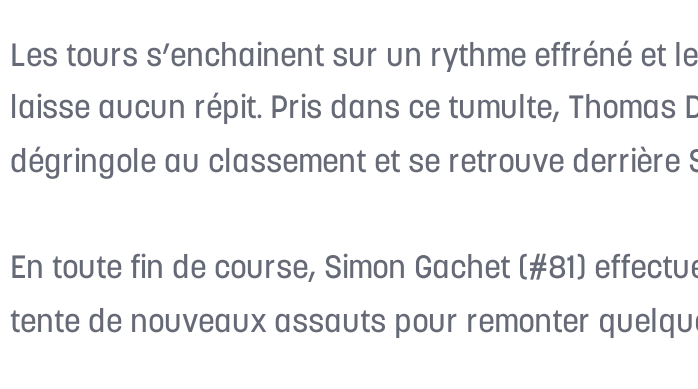 Les tours s’enchainent sur un rythme effréné et le
laisse aucun répit. Pris dans ce tumulte, Thomas D
dégringole au classement et se retrouve derrière S
En toute fin de course, Simon Gachet (#81) effectue
tente de nouveaux assauts pour remonter quelqu